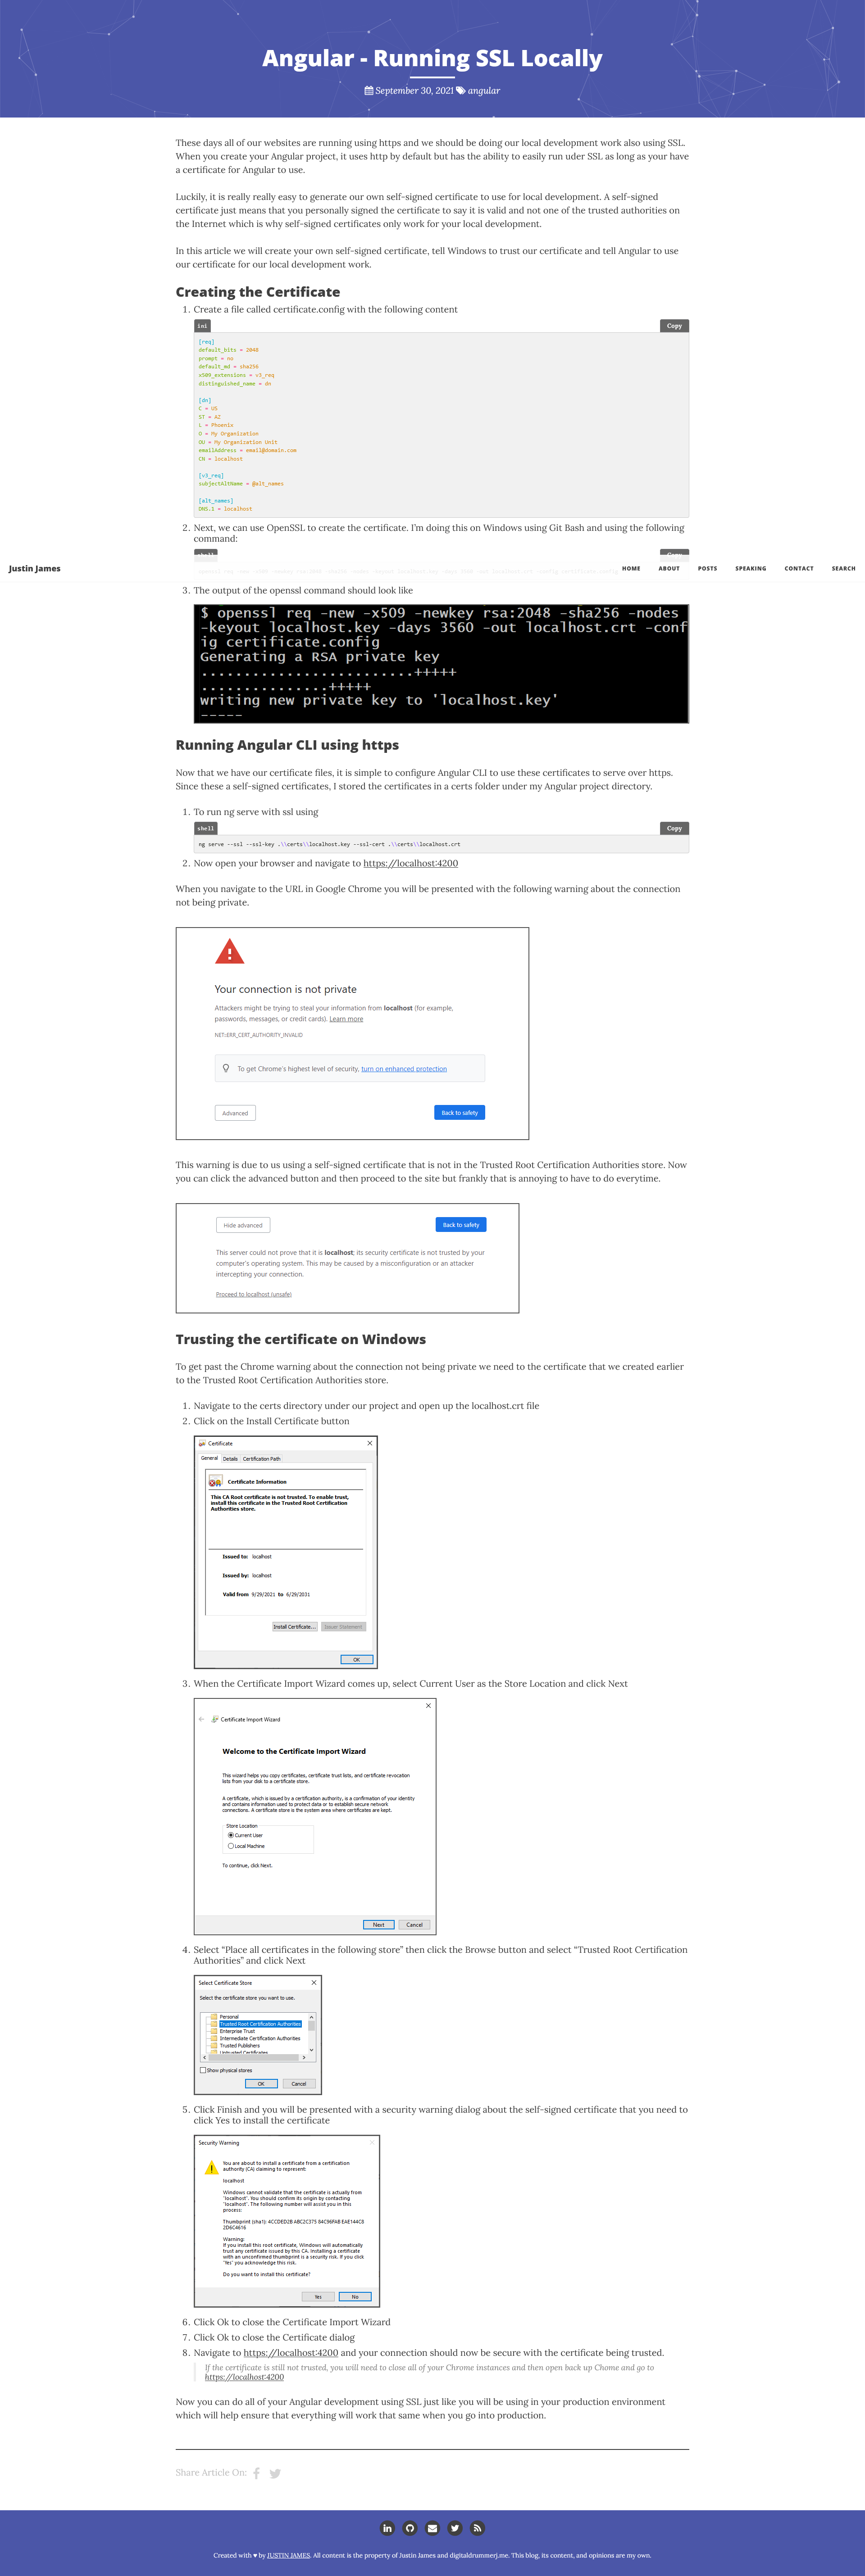 Angular - Running SSL Locally
September 30, 2021 angular
These days all of our websites are running using https and we should be doing our local development work also using SSL.
When you create your Angular project, it uses http by default but has the ability to easily run uder SSL as long as your have
a certificate for Angular to use.
Luckily, it is really really easy to generate our own self-signed certificate to use for local development. A self-signed
certificate just means that you personally signed the certificate to say it is valid and not one of the trusted authorities on
the Internet which is why self-signed certificates only work for your local development.
In this article we will create your own self-signed certificate, tell Windows to trust our certificate and tell Angular to use
our certificate for our local development work.
Creating the Certificate
1. Create a file called certificate.config with the following content
ini Copy
[req]
default_bits = 2048
prompt = no
default_md = sha256
x509_extensions = v3_req
distinguished_name = dn
[dn]
C = US
ST = AZ
L = Phoenix
O = My Organization
OU = My Organisation Unit
emailAddress = email@domain.com
CN = localhost
[v3_req]
subjectAltName = @alt_names
[alt_names]
DNS.1 = localhost
2. Next, we can use OpenSSL to create the certificate. I’m doing this on Windows using Git Bash and using the following
command:
Justin James HOME ABOUT POSTS SPEAKING CONTACT SEARCH
3. The output of the openssl command should look like
$ openssl req -new -x509 -newkey rsa:2048 -sha256 -nodes
-keyout localhost.key -days 3560 -out localhost.crt -conf
ig certificate.config
Generating a RSA private key
..........................+++++
................+++++
writing new private key to 'localhost.key'
-----
Running Angular CLI using https
Now that we have our certificate files, it is simple to configure Angular CLI to use these certificates to serve over https.
Since these a self-signed certificates, I stored the certificates in a certs folder under my Angular project directory.
1. To run ng serve with ssl using
shell Copy
ng serve --ssl --ssl-key .\\certs\\localhost.key --ssl-cert .\\certs\\localhost.crt
2. Now open your browser and navigate to https://localhost:4200
When you navigate to the URL in Google Chrome you will be presented with the following warning about the connection
not being private.
Your connection is not private
Attackers might be trying to steal your information from localhost (for example,
passwords, messages, or credit cards). Learn more
NET::ERR_CERT_AUTHORITY_INVALID
To get Chrome's highest level of security, turn on enhanced protection
Advanced Back to safety
This warning is due to us using a self-signed certificate that is not in the Trusted Root Certification Authorities store. Now
you can click the advanced button and then proceed to the site but frankly that is annoying to have to do everytime.
Hide advanced Back to safety
This server could not prove that it is localhost; its security certificate is not trusted by your
computer's operating system. This may be caused by a misconfiguration or an attacker
intercepting your connection.
Proceed to localhost (unsafe)
Trusting the certificate on Windows
To get past the Chrome warning about the connection not being private we need to the certificate that we created earlier
to the Trusted Root Certification Authorities store.
1. Navigate to the certs directory under our project and open up the localhost.crt file
2. Click on the Install Certificate button
Certificate
General Details Certification Path
Certificate Information
This CA Root certificate is not trusted. To enable trust,
install this certificate in the Trusted Root Certification
Authorities store.
Issued to: localhost
Issued by: localhost
Valid from 9/29/2021 to 6/29/2031
Install Certificate... Issuer Statement
OK
3. When the Certificate Import Wizard comes up, select Current User as the Store Location and click Next
Certificate Import Wizard
Welcome to the Certificate Import Wizard
This wizard helps you copy certificates, certificate trust lists, and certificate revocation
lists from your disk to a certificate store.
A certificate, which is issued by a certification authority, is a confirmation of your identity
and contains information used to protect data or to establish secure network
connections. A certificate store is the system area where certificates are kept.
Store Location
Current User
Local Machine
To continue, click Next.
Next Cancel
4. Select “Place all certificates in the following store” then click the Browse button and select “Trusted Root Certification
Authorities” and click Next
Select Certificate Store
Select the certificate store you want to use.
Personal
Trusted Root Certification Authorities
Enterprise Trust
Intermediate Certification Authorities
Trusted Publishers
Untrusted Certificates
Show physical stores
OK Cancel
5. Click Finish and you will be presented with a security warning dialog about the self-signed certificate that you need to
click Yes to install the certificate
Security Warning
You are about to install a certificate from a certification
authority (CA) claiming to represent:
localhost
Windows cannot validate that the certificate is actually from
"localhost". You should confirm its origin by contacting
"localhost". The following number will assist you in this
process:
Thumbprint (sha1): 4CCDED2B ABC2C375 84C96F4B EAE144C8
2D6C4616
Warning:
If you install this root certificate, Windows will automatically
trust any certificate issued by this CA. Installing a certificate
with an unconfirmed thumbprint is a security risk. If you click
"Yes" you acknowledge this risk.
Do you want to install this certificate?
Yes No
6. Click Ok to close the Certificate Import Wizard
7. Click Ok to close the Certificate dialog
8. Navigate to https://localhost:4200 and your connection should now be secure with the certificate being trusted.
If the certificate is still not trusted, you will need to close all of your Chrome instances and then open back up Chome and go to
https://localhost:4200
Now you can do all of your Angular development using SSL just like you will be using in your production environment
which will help ensure that everything will work that same when you go into production.
Share Article On:
Created with ♥ by JUSTIN JAMES. All content is the property of Justin James and digitaldrummerj.me. This blog, its content, and opinions are my own.